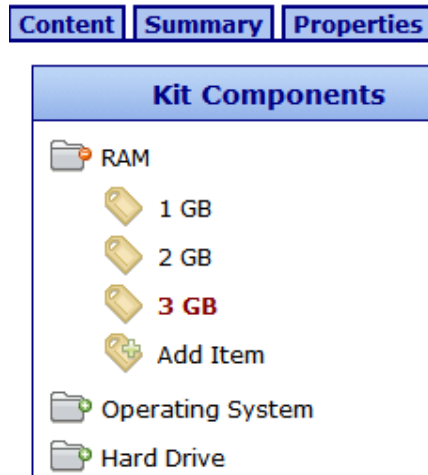 Content Summary Properties
Kit Components
RAM
1 GB
2 GB
3 GB
Add Item
Operating System
Hard Drive